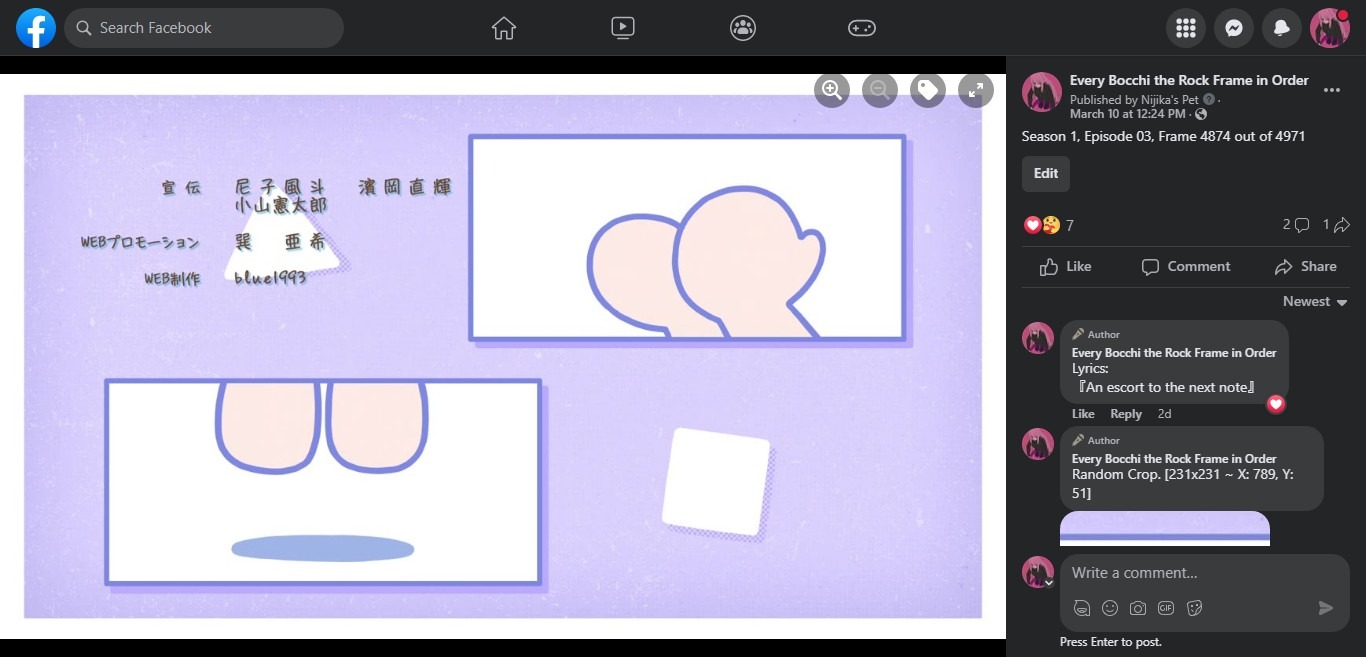 Search Facebook
宣伝 尼子風斗 濱岡直輝
小山憲太郎
WEBプロモーション 巽 亜希
WEB制作 blue1993
Every Bocchi the Rock Frame in Order
Published by Nijika's Pet
March 10 at 12:24 PM ·
Season 1, Episode 03, Frame 4874 out of 4971
Edit
7 2 1
Like Comment Share
Newest
Author
Every Bocchi the Rock Frame in Order
Lyrics:
『An escort to the next note』
Like Reply 2d
Author
Every Bocchi the Rock Frame in Order
Random Crop. [231x231 ~ X: 789, Y:
51]
Write a comment...
GIF
Press Enter to post.